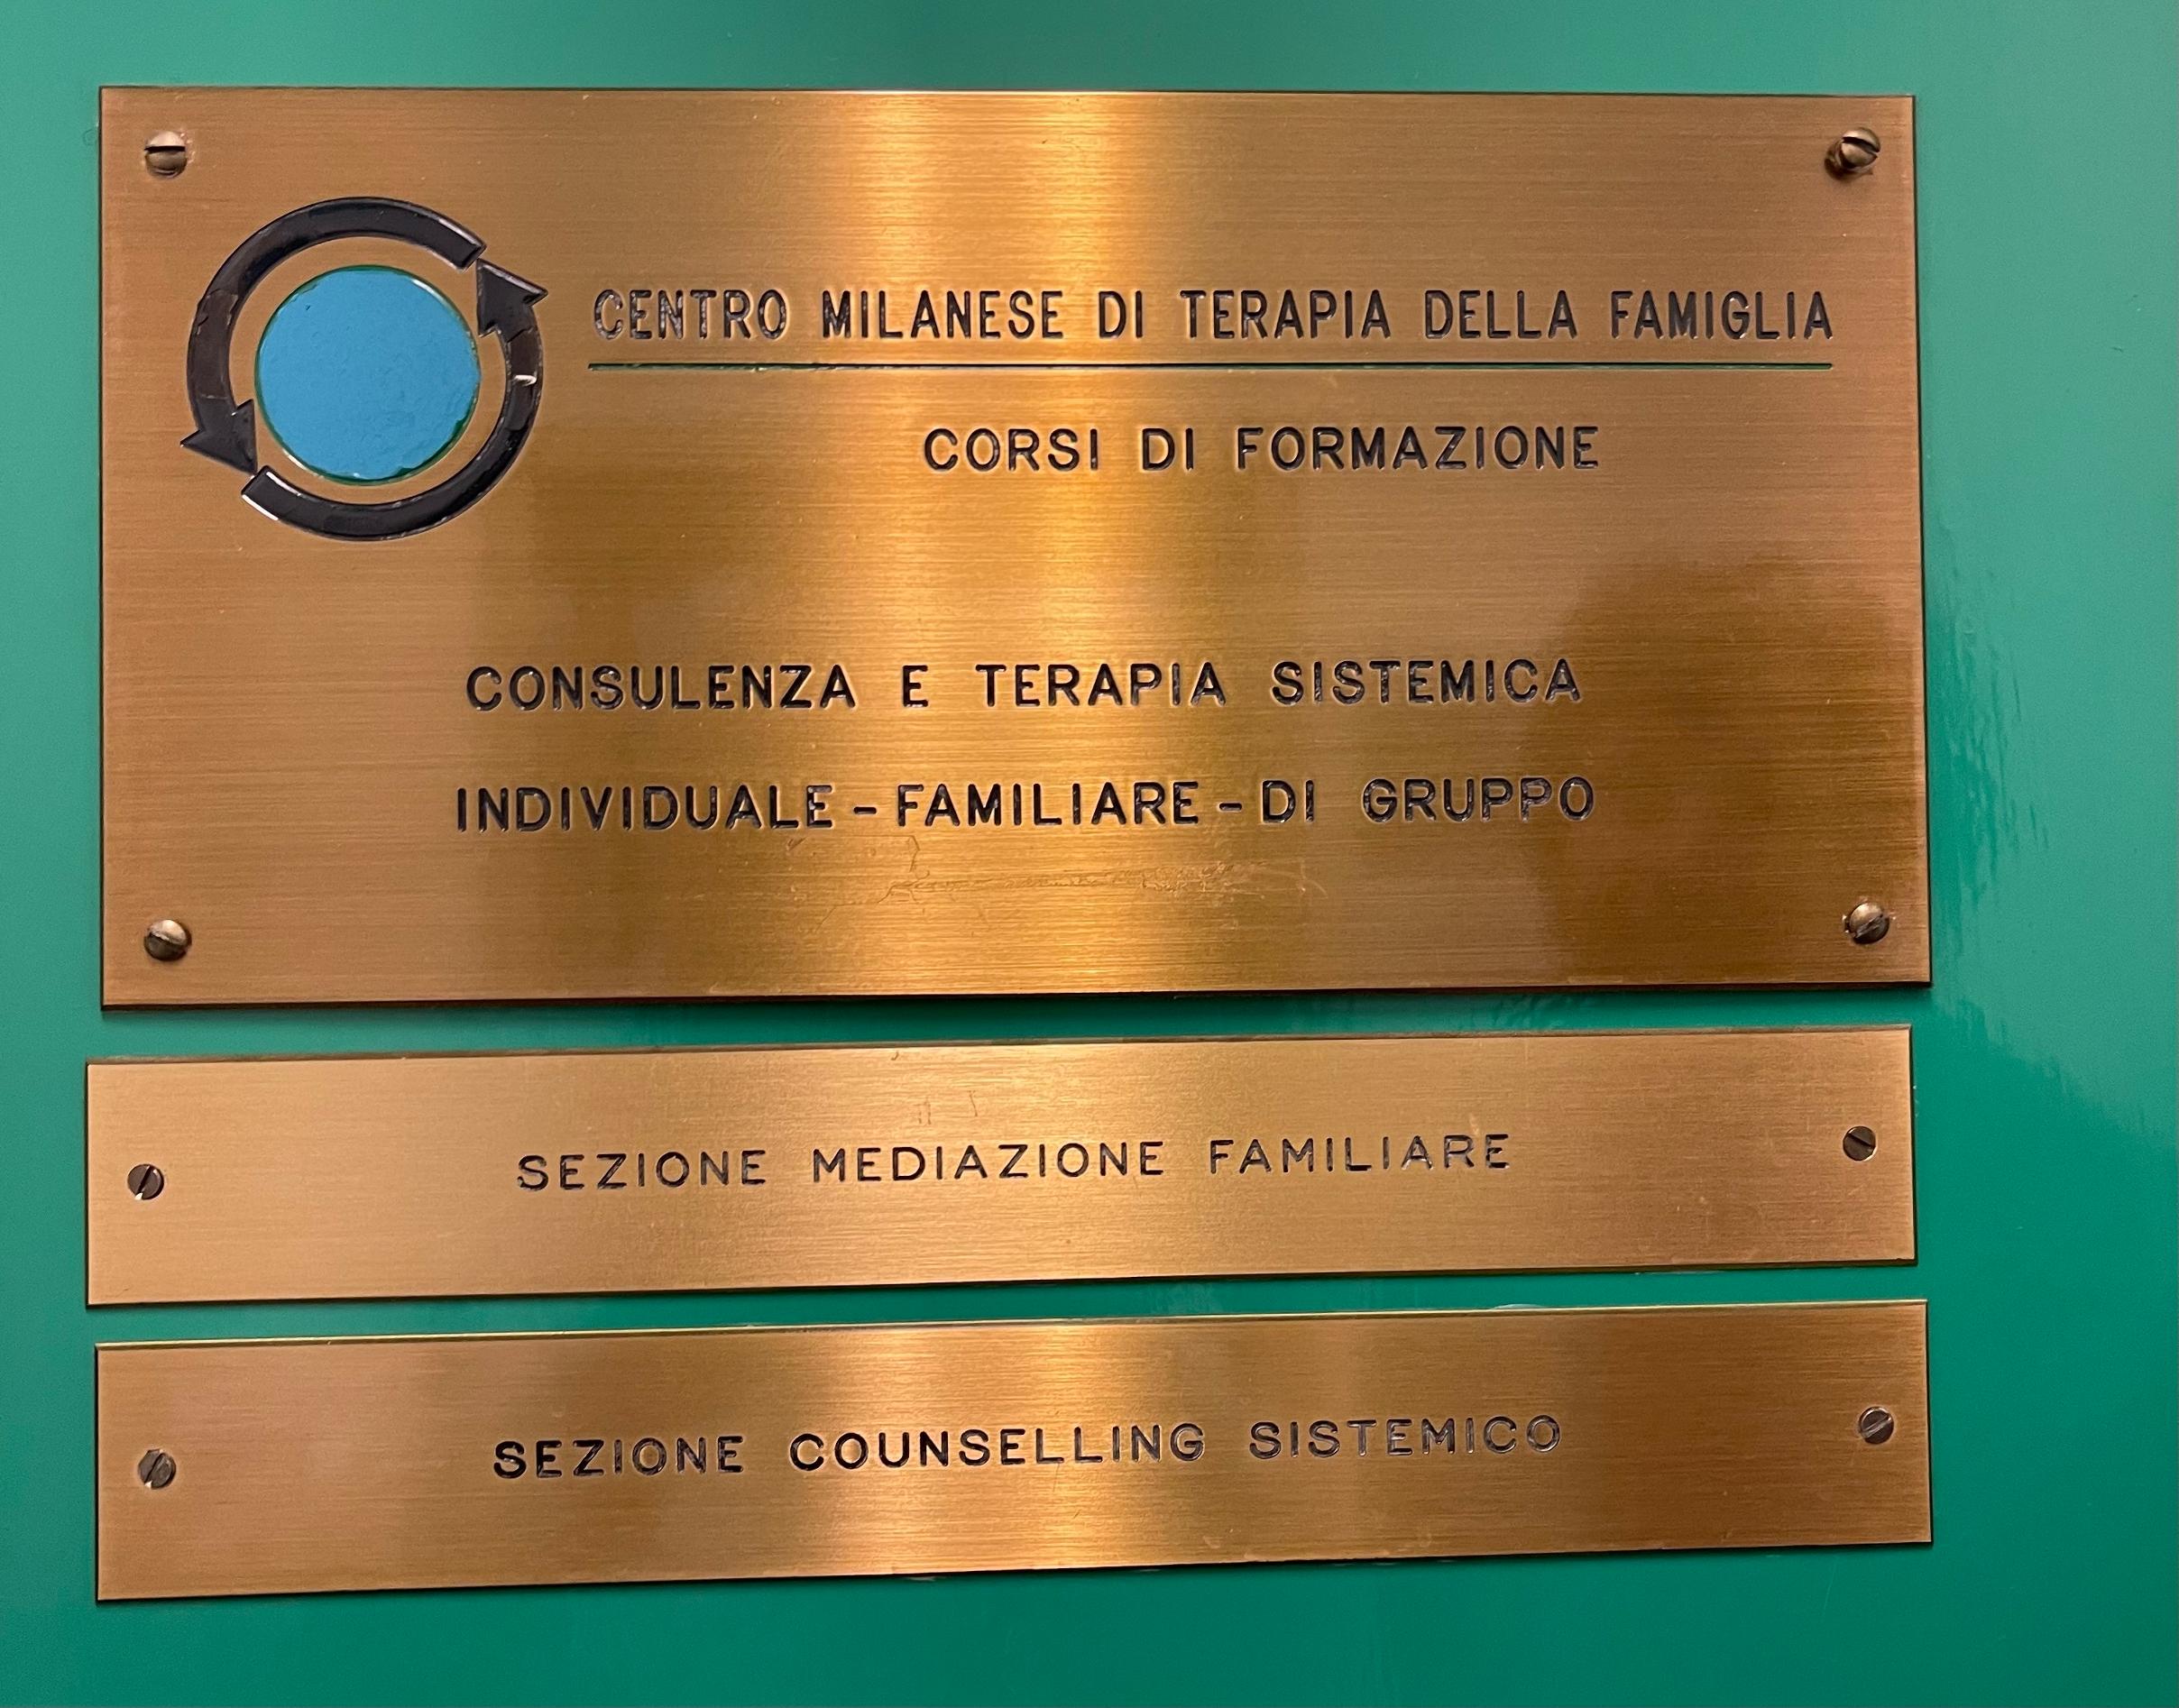 CENTRO MILANESE DI TERAPIA DELLA FAMIGLIA
CORSI DI FORMAZIONE
CONSULENZA E TERAPIA SISTEMICA
INDIVIDUALE - FAMILIARE - DI GRUPPO
SEZIONE MEDIAZIONE FAMILIARE
SEZIONE COUNSELLING SISTEMICO